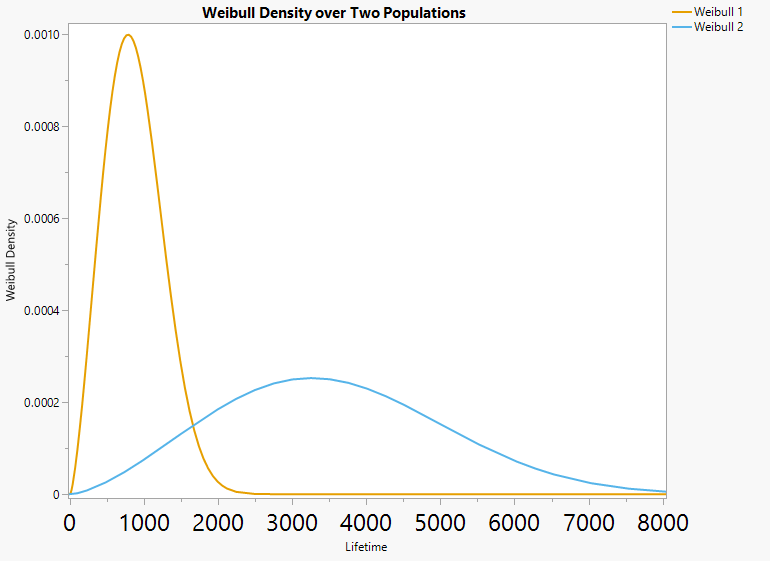 Weibull Density over Two Populations
Weibull 1
Weibull 2
0.0010
0.0008
0.0006
0.0004
0.0002
0
Weibull Density
0 1000 2000 3000 4000 5000 6000 7000 8000
Lifetime